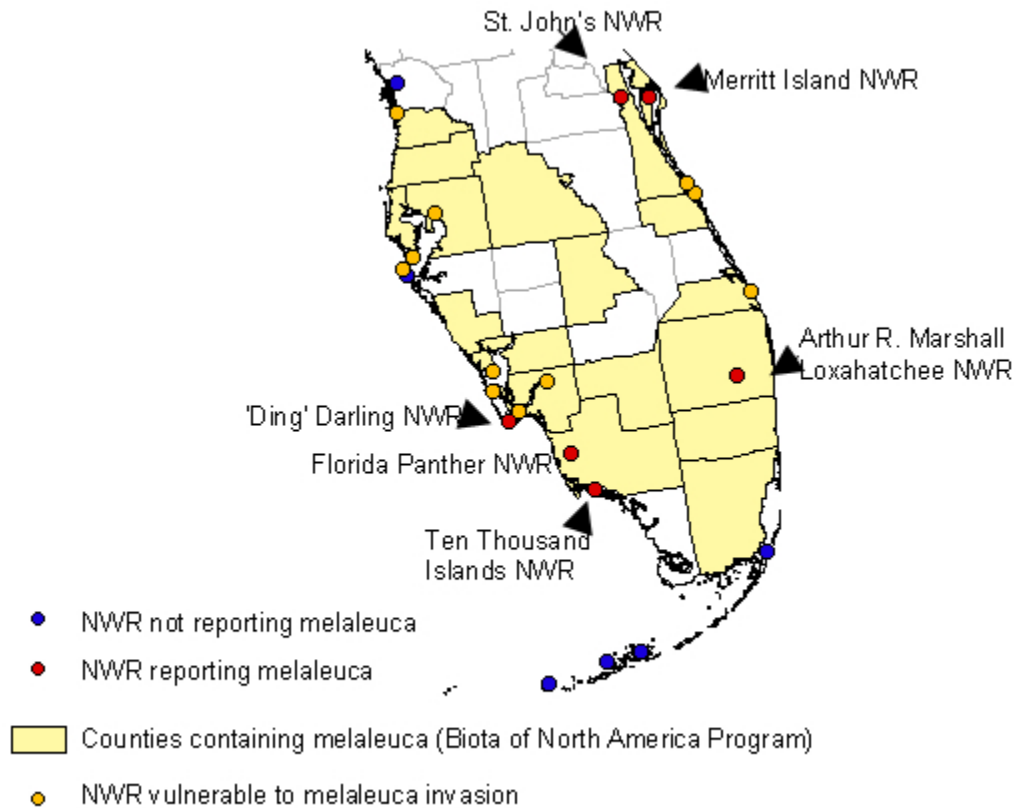 St. John's NWR
Merritt Island NWR
Arthur R. Marshall
Loxahatchee NWR
'Ding' Darling NWR
Florida Panther NWR
Ten Thousand
Islands NWR
NWR not reporting melaleuca
NWR reporting melaleuca
Counties containing melaleuca (Biota of North America Program)
NWR vulnerable to melaleuca invasion